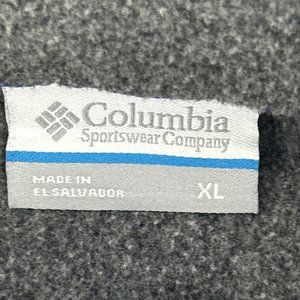 Columbia
Sportswear Company
MADE IN
EL SALVADOR
XL